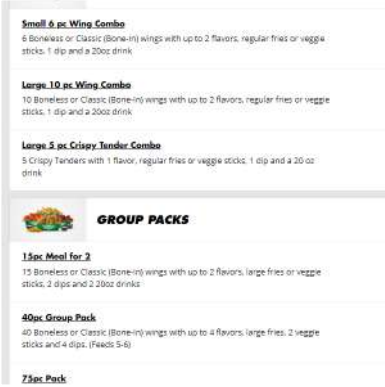 Small 6 pc Wing Combo
6 Boneless or Classic (Bone-In) wings with up to 2 flavors, regular fries or veggie
sticks, 1 dip and a 20oz drink
Large 10 pc Wing Combo
10 Boneless or Classic (Bone-In) wings with up to 2 flavors, regular fries or veggie
sticks, 1 dip and a 20oz drink
Large 5 pc Crispy Tender Combo
5 Crispy Tenders with 1 flavor, regular fries or veggie sticks, 1 dip and a 20 oz
drink
GROUP PACKS
15pc Meal for 2
15 Boneless or Classic (Bone-In) wings with up to 2 flavors, large fries or veggie
sticks, 2 dips and 2 20oz drinks
40pc Group Pack
40 Boneless or Classic (Bone-In) wings with up to 4 flavors, large fries, 2 veggie
sticks and 4 dips. (Feeds 5-6)
75pc Pack